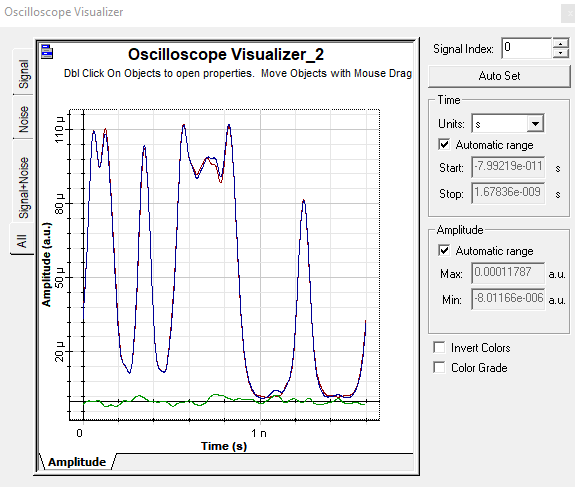 Oscilloscope Visualizer
Oscilloscope Visualizer_2
Dbl Click On Objects to open properties. Move Objects with Mouse Drag
Signal
Noise
Signal+Noise
All
Amplitude (a.u.)
110 µ
80 µ
50 µ
20 µ
0
1 n
Time (s)
Amplitude
Signal Index: 0
Auto Set
Time
Units: s
Automatic range
Start: -7.99219e-011 s
Stop: 1.67836e-009 s
Amplitude
Automatic range
Max: 0.00011787 a.u.
Min: -8.01166e-006 a.u.
Invert Colors
Color Grade